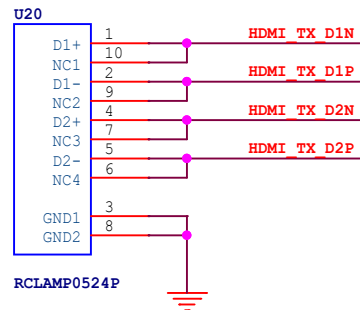 U20
D1+ 1 HDMI_TX_D1N
NC1 10
D1- 2 HDMI_TX_D1P
NC2 9
D2+ 4 HDMI_TX_D2N
NC3 7
D2- 5 HDMI_TX_D2P
NC4 6
GND1 3
GND2 8
RCLAMP0524P